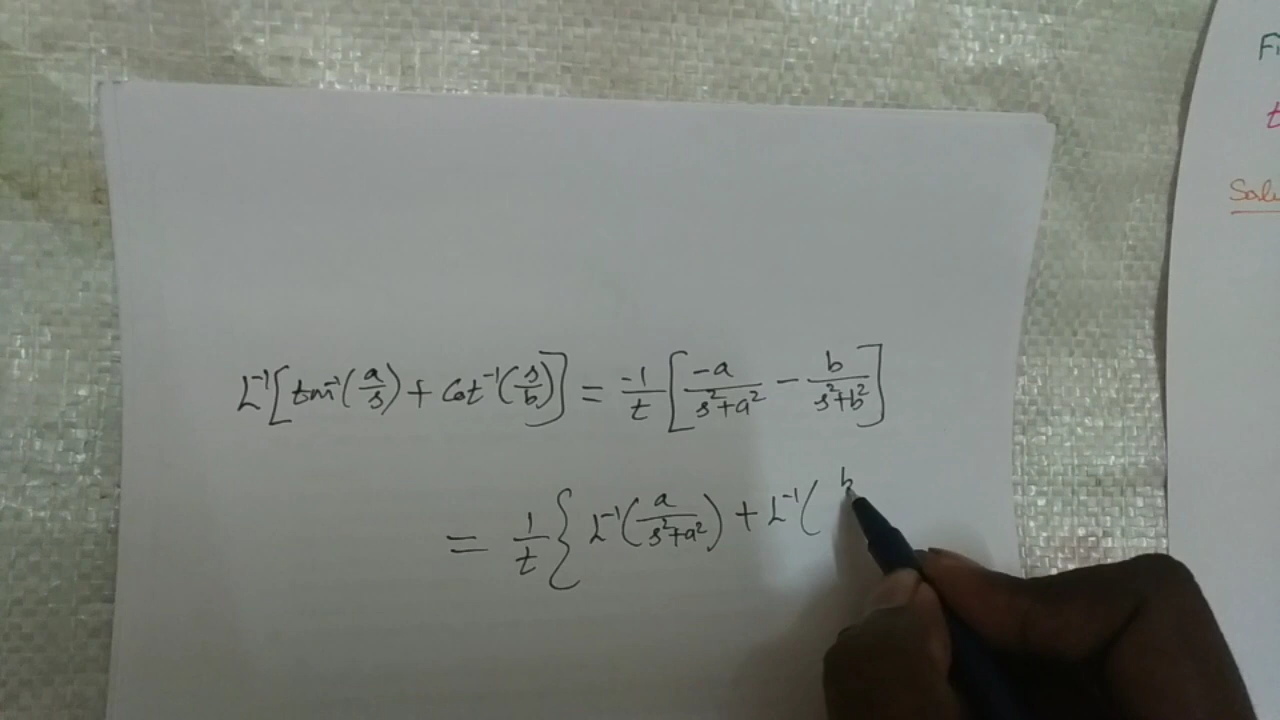 L⁻¹[tan⁻¹(a/s) + Cot⁻¹(s/b)] = -1/t [-a/s²+a² - b/s²+b²]
= 1/t { L⁻¹(a/s²+a²) + L⁻¹( b
t